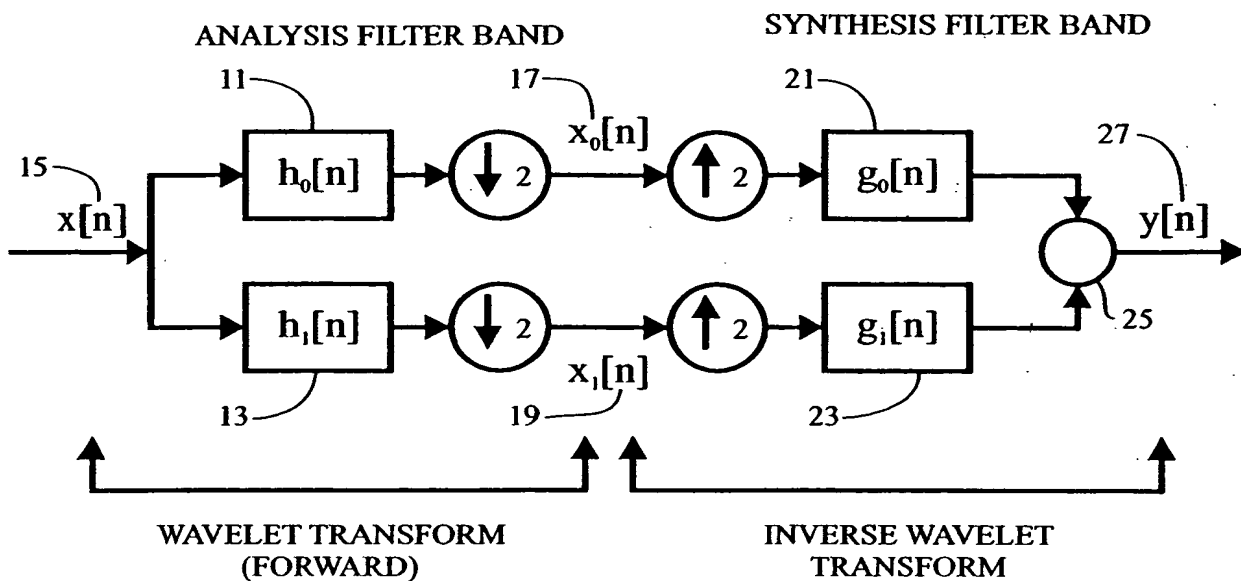 ANALYSIS FILTER BAND
SYNTHESIS FILTER BAND
11
17
21
27
15
x[n]
h₀[n]
2
x₀[n]
2
g₀[n]
y[n]
h₁[n]
2
x₁[n]
2
gᵢ[n]
25
13
19
23
WAVELET TRANSFORM
(FORWARD)
INVERSE WAVELET
TRANSFORM